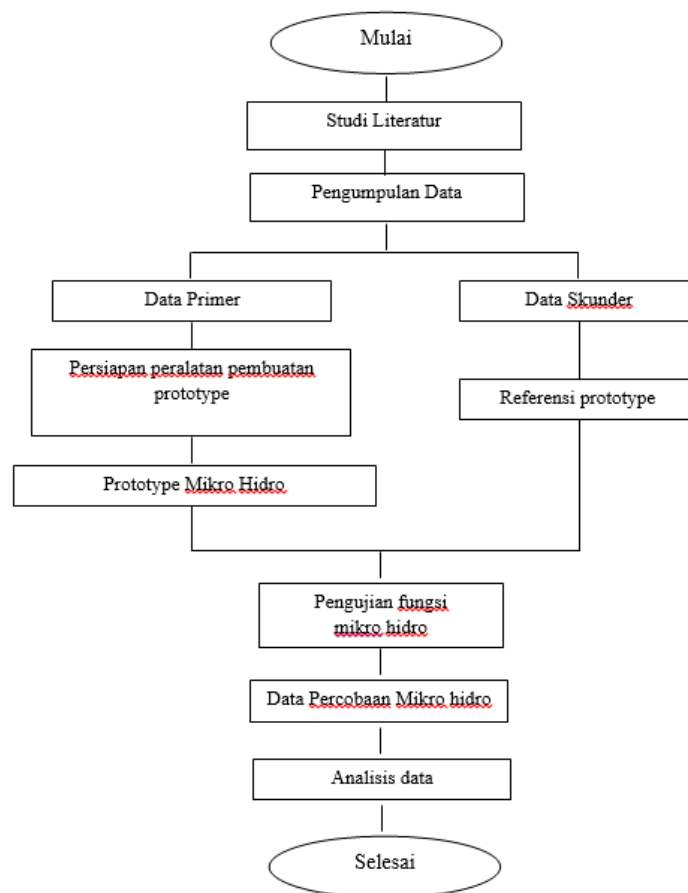 Mulai
Studi Literatur
Pengumpulan Data
Data Primer
Data Skunder
Persiapan peralatan pembuatan
prototype
Referensi prototype
Prototype Mikro Hidro
Pengujian fungsi
mikro hidro
Data Percobaan Mikro hidro
Analisis data
Selesai